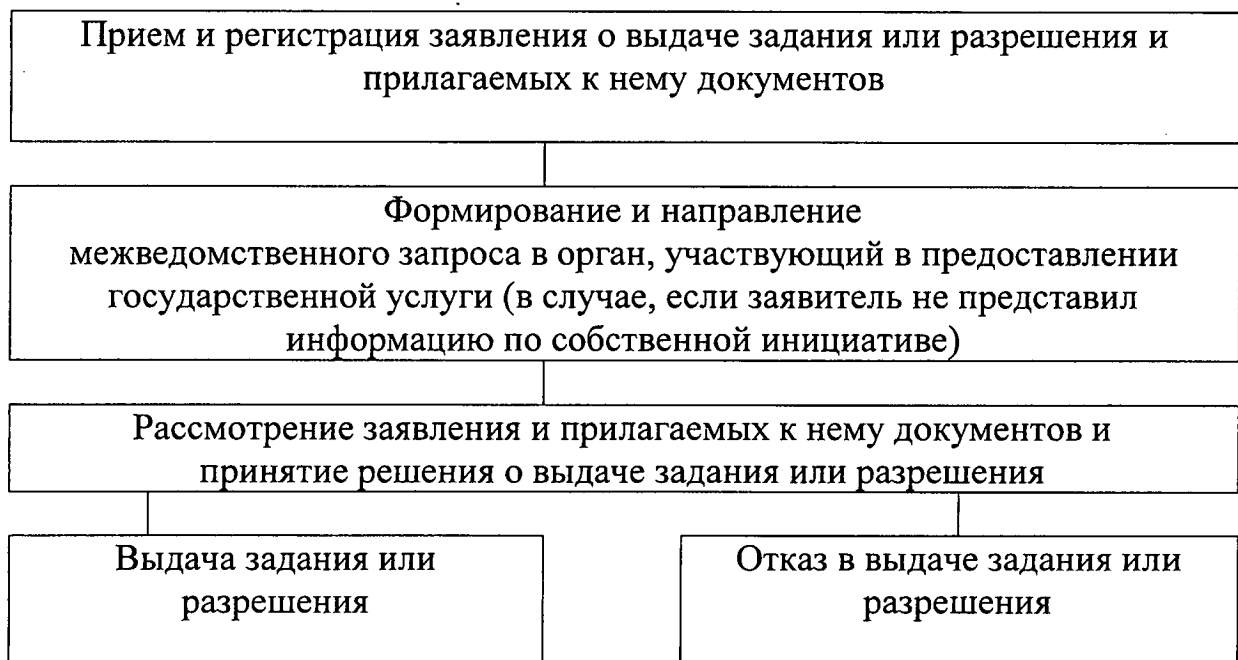 Прием и регистрация заявления о выдаче задания или разрешения и
прилагаемых к нему документов
Формирование и направление
межведомственного запроса в орган, участвующий в предоставлении
государственной услуги (в случае, если заявитель не представил
информацию по собственной инициативе)
Рассмотрение заявления и прилагаемых к нему документов и
принятие решения о выдаче задания или разрешения
Выдача задания или
разрешения
Отказ в выдаче задания или
разрешения